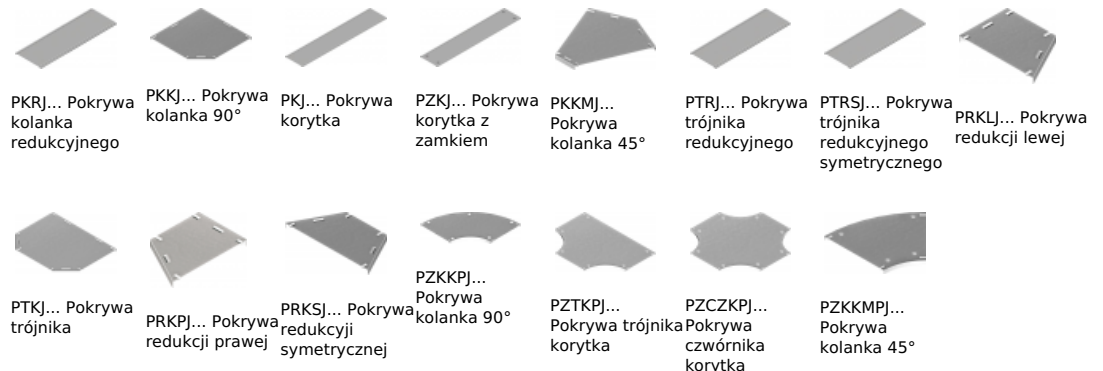 PKRJ... Pokrywa
kolanka
redukcyjnego
PKKJ... Pokrywa
kolanka 90°
PKJ... Pokrywa
korytka
PZKJ... Pokrywa
korytka z
zamkiem
PKKMJ...
Pokrywa
kolanka 45°
PTRJ... Pokrywa
trójnika
redukcyjnego
PTRSJ... Pokrywa
trójnika
redukcyjnego
symetrycznego
PRKLJ... Pokrywa
redukcji lewej
PTKJ... Pokrywa
trójnika
PRKPJ... Pokrywa
redukcji prawej
PRKSJ... Pokrywa
redukcyji
symetrycznej
PZKKPJ...
Pokrywa
kolanka 90°
PZTKPJ...
Pokrywa trójnika
korytka
PZCZKPJ...
Pokrywa
czwórnika
korytka
PZKKMPJ...
Pokrywa
kolanka 45°